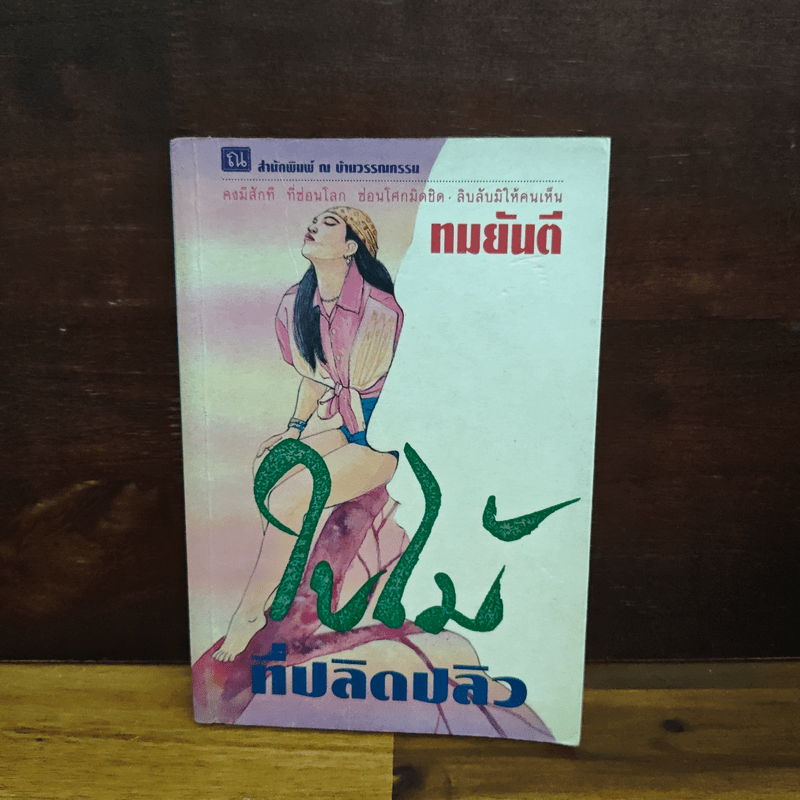 ณ สำนักพิมพ์ ณ บ้านวรรณกรรม
คงมีสักที่ ที่ซ่อนโลก ซ่อนโศกมิดชิด · ลิบลับมิให้คนเห็น
ทมยันตี
ใบไม้
ที่ปลิดปลิว